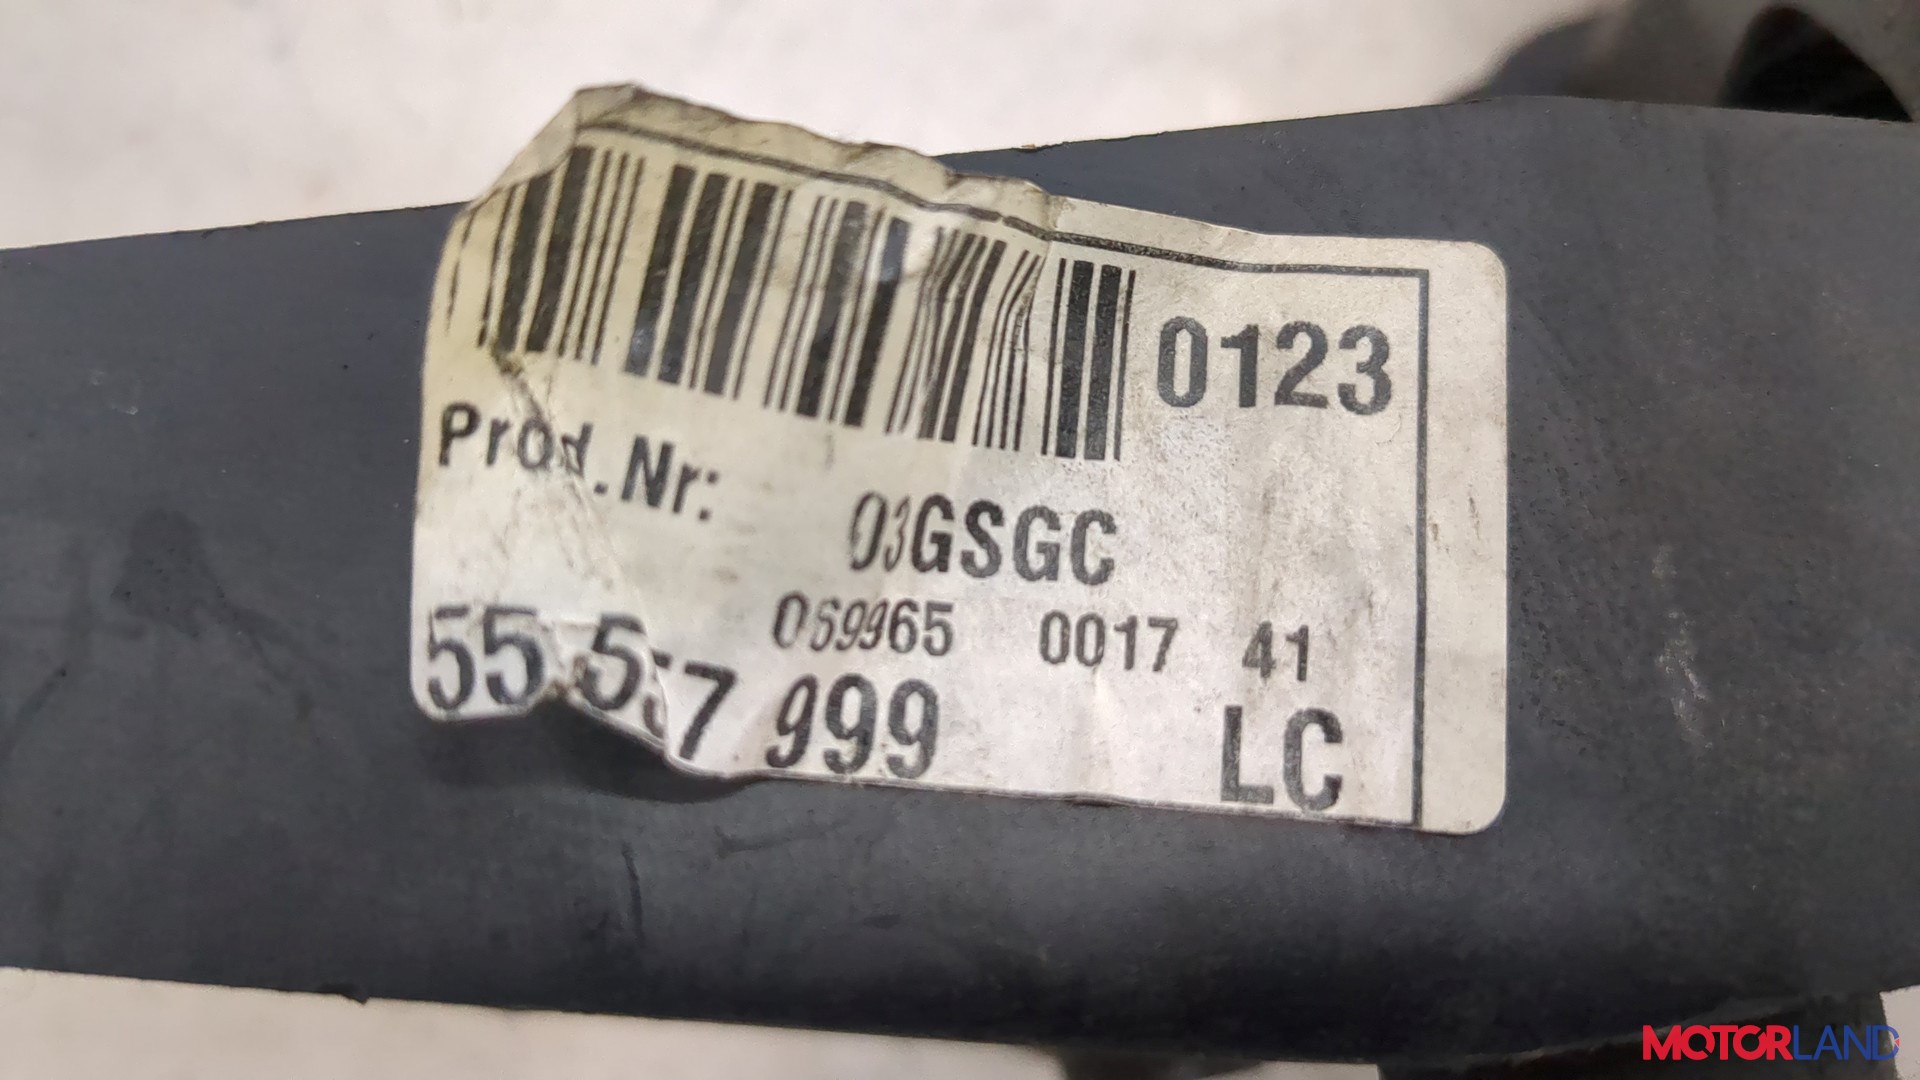 0123
Prod.Nr:
03GSGC
069965 0017 41
55 557 999 LC
MOTORLAND